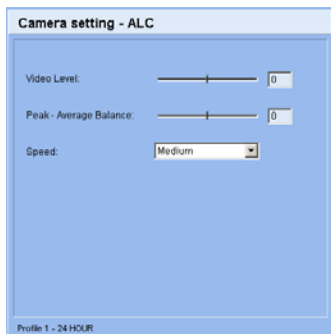 Camera setting - ALC
Video Level: 0
Peak - Average Balance: 0
Speed: Medium
Profile 1 - 24 HOUR